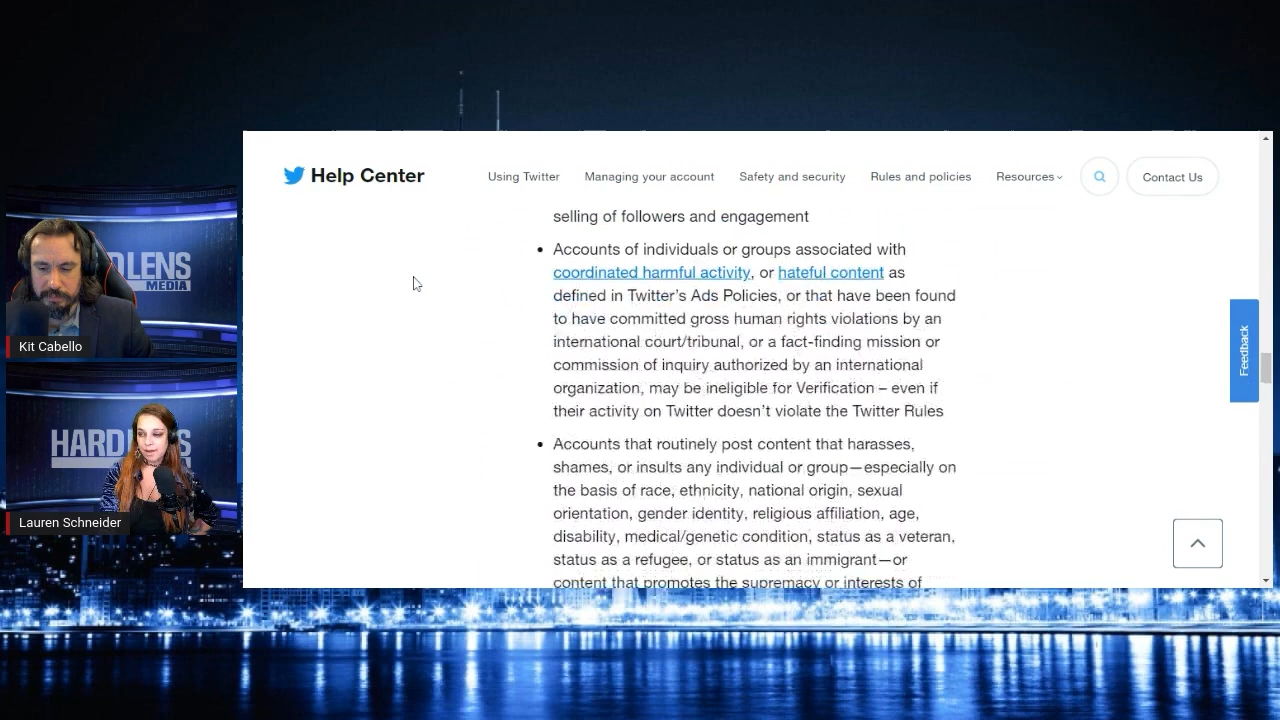 Help Center
Using Twitter
Managing your account
Safety and security
Rules and policies
Resources
Contact Us
selling of followers and engagement
• Accounts of individuals or groups associated with
coordinated harmful activity, or hateful content as
defined in Twitter's Ads Policies, or that have been found
to have committed gross human rights violations by an
international court/tribunal, or a fact-finding mission or
commission of inquiry authorized by an international
organization, may be ineligible for Verification – even if
their activity on Twitter doesn't violate the Twitter Rules
• Accounts that routinely post content that harasses,
shames, or insults any individual or group—especially on
the basis of race, ethnicity, national origin, sexual
orientation, gender identity, religious affiliation, age,
disability, medical/genetic condition, status as a veteran,
status as a refugee, or status as an immigrant—or
content that promotes the supremacy or interests of
Feedback
DLENS
MEDIA
Kit Cabello
HARDL S
Lauren Schneider